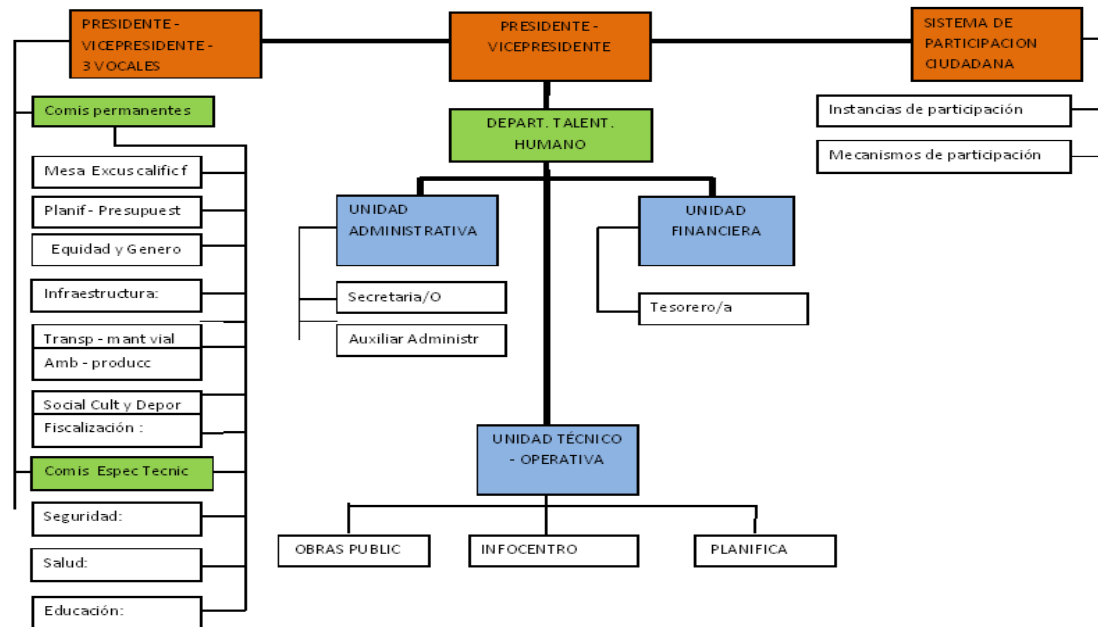 PRESIDENTE -
VICEPRESIDENTE -
3 VOCALES
PRESIDENTE -
VICEPRESIDENTE
SISTEMA DE
PARTICIPACION
CIUDADANA
Comis permanentes
Mesa Excus calific f
Planif - Presupuest
Equidad y Genero
Infraestructura:
Transp - mant vial
Amb - producc
Social Cult y Depor
Fiscalización :
Comis Espec Tecnic
Seguridad:
Salud:
Educación:
DEPART. TALENT.
HUMANO
UNIDAD
ADMINISTRATIVA
Secretaria/O
Auxiliar Administr
UNIDAD
FINANCIERA
Tesorero/a
UNIDAD TÉCNICO
- OPERATIVA
OBRAS PUBLIC
INFOCENTRO
PLANIFICA
Instancias de participación
Mecanismos de participación